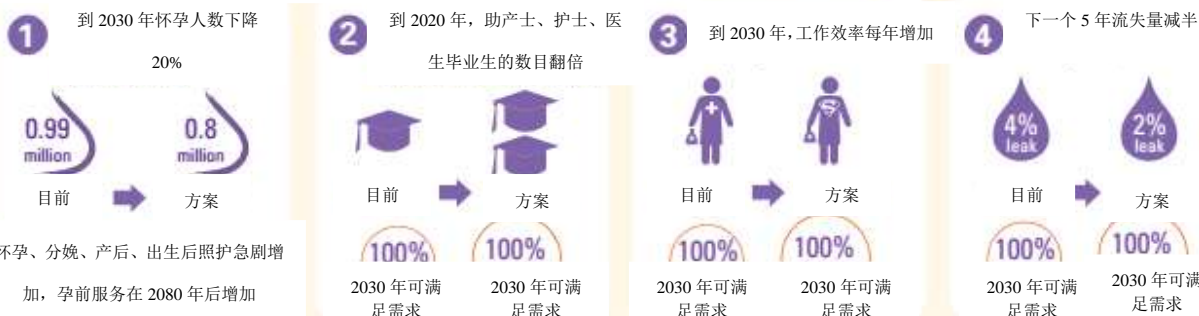 1
到 2030 年怀孕人数下降
20%
0.99
million
0.8
million
目前
方案
怀孕、分娩、产后、出生后照护急剧增
加，孕前服务在 2080 年后增加
2
到 2020 年，助产士、护士、医
生毕业生的数目翻倍
目前
方案
100%
100%
2030 年可满
足需求
2030 年可满
足需求
3
到 2030 年，工作效率每年增加
S
目前
方案
100%
100%
2030 年可满
足需求
2030 年可满
足需求
4
下一个 5 年流失量减半
4%
leak
2%
leak
目前
方案
100%
100%
2030 年可满
足需求
2030 年可满
足需求